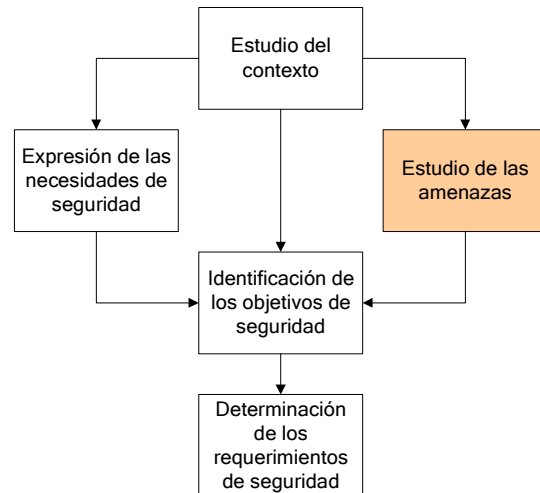 Estudio del
contexto
Expresión de las
necesidades de
seguridad
Estudio de las
amenazas
Identificación de
los objetivos de
seguridad
Determinación
de los
requerimientos
de seguridad